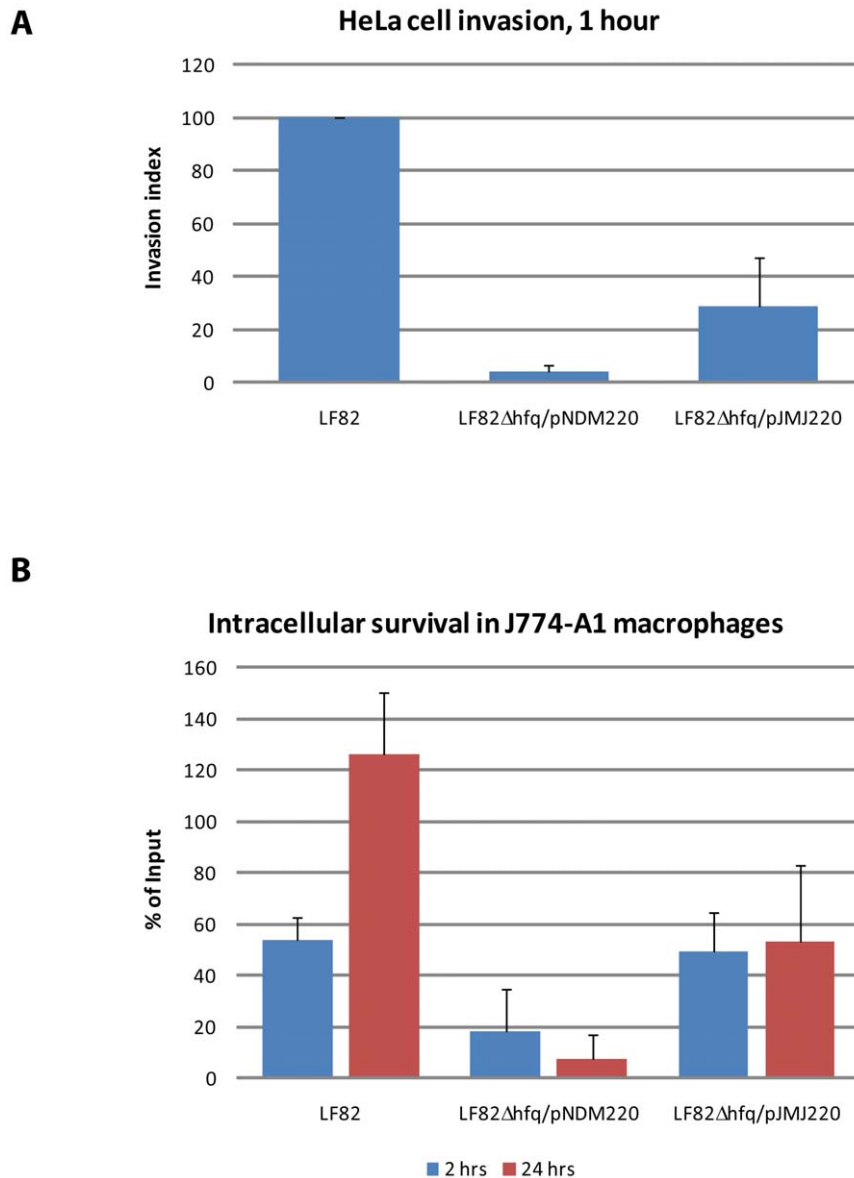 A
HeLa cell invasion, 1 hour
Invasion index
120
100
80
60
40
20
0
LF82
LF82Δhfq/pNDM220
LF82Δhfq/pJMJ220
B
Intracellular survival in J774-A1 macrophages
% of Input
160
140
120
100
80
60
40
20
0
LF82
LF82Δhfq/pNDM220
LF82Δhfq/pJMJ220
2 hrs
24 hrs